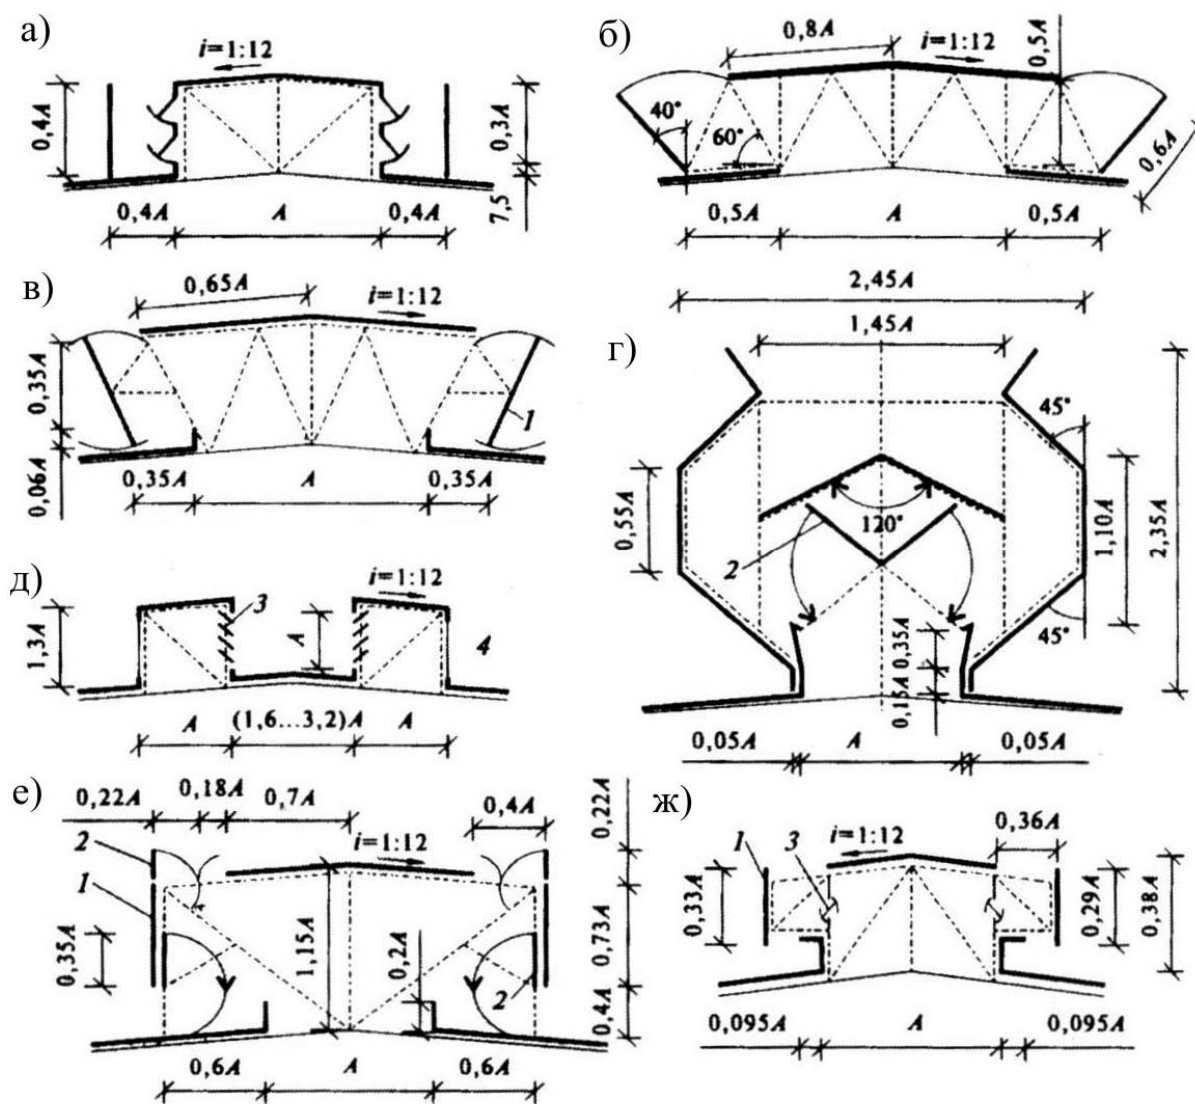 а)
i=1:12
0,4A
0,3A
7,5
0,4A
A
0,4A
б)
0,8A
i=1:12
0,5A
40°
60°
0,6A
0,5A
A
0,5A
в)
0,65A
i=1:12
0,35A
0,06A
1
0,35A
A
0,35A
г)
2,45A
1,45A
45°
0,55A
120°
2
1,10A
2,35A
45°
0,35A
0,15A
0,05A
A
0,05A
д)
i=1:12
3
1,3A
A
4
A
(1,6...3,2)A
A
е)
0,22A
0,18A
0,7A
0,4A
0,22A
2
i=1:12
1
0,35A
1,15A
0,2A
2
0,73A
0,4A
0,6A
A
0,6A
ж)
1
3
i=1:12
0,36A
0,33A
0,29A
0,38A
0,095A
A
0,095A